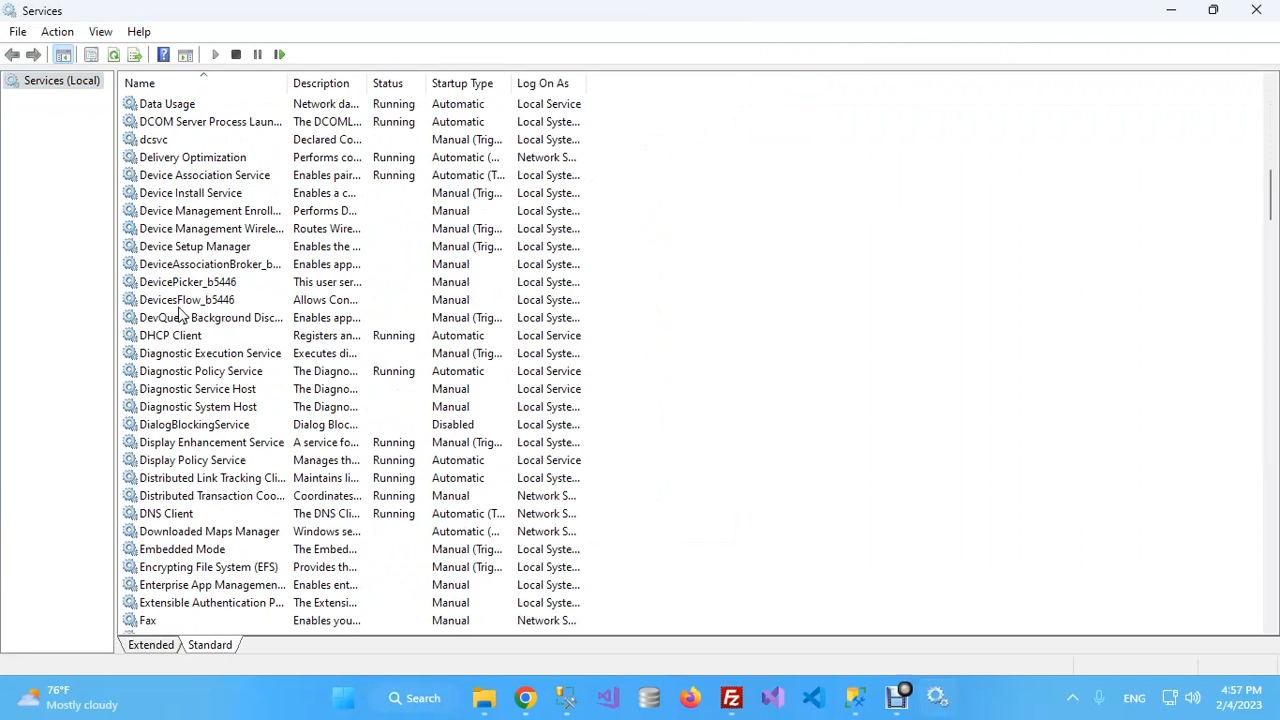 Services
File Action View Help
Services (Local)
Name Description Status Startup Type Log On As
Data Usage Network da... Running Automatic Local Service
DCOM Server Process Laun... The DCOML... Running Automatic Local Syste...
dcsvc Declared Co... Manual (Trig... Local Syste...
Delivery Optimization Performs co... Running Automatic (... Network S...
Device Association Service Enables pair... Running Automatic (T... Local Syste...
Device Install Service Enables a c... Manual (Trig... Local Syste...
Device Management Enroll... Performs D... Manual Local Syste...
Device Management Wirele... Routes Wire... Manual (Trig... Local Syste...
Device Setup Manager Enables the ... Manual (Trig... Local Syste...
DeviceAssociationBroker_b... Enables app... Manual Local Syste...
DevicePicker_b5446 This user ser... Manual Local Syste...
DevicesFlow_b5446 Allows Con... Manual Local Syste...
DevQuery Background Disc... Enables app... Manual (Trig... Local Syste...
DHCP Client Registers an... Running Automatic Local Service
Diagnostic Execution Service Executes di... Manual (Trig... Local Syste...
Diagnostic Policy Service The Diagno... Running Automatic Local Service
Diagnostic Service Host The Diagno... Manual Local Service
Diagnostic System Host The Diagno... Manual Local Syste...
DialogBlockingService Dialog Bloc... Disabled Local Syste...
Display Enhancement Service A service fo... Running Manual (Trig... Local Syste...
Display Policy Service Manages th... Running Automatic Local Service
Distributed Link Tracking Cli... Maintains li... Running Automatic Local Syste...
Distributed Transaction Coo... Coordinates... Running Manual Network S...
DNS Client The DNS Cli... Running Automatic (T... Network S...
Downloaded Maps Manager Windows se... Automatic (... Network S...
Embedded Mode The Embed... Manual (Trig... Local Syste...
Encrypting File System (EFS) Provides th... Manual (Trig... Local Syste...
Enterprise App Managemen... Enables ent... Manual Local Syste...
Extensible Authentication P... The Extensi... Manual Local Syste...
Fax Enables you... Manual Network S...
Extended Standard
76°F
Mostly cloudy
Search
ENG
4:57 PM
2/4/2023